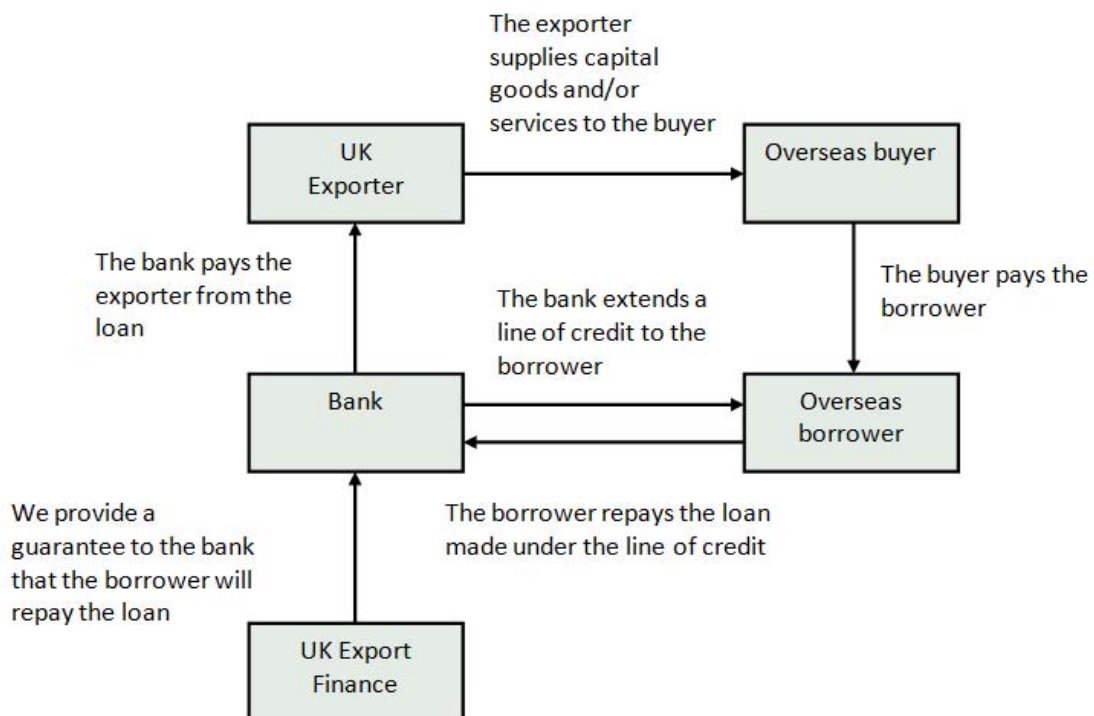 The exporter
supplies capital
goods and/or
services to the buyer
UK
Exporter
Overseas buyer
The bank pays the
exporter from the
loan
The bank extends a
line of credit to the
borrower
The buyer pays the
borrower
Bank
Overseas
borrower
We provide a
guarantee to the bank
that the borrower will
repay the loan
The borrower repays the loan
made under the line of credit
UK Export
Finance